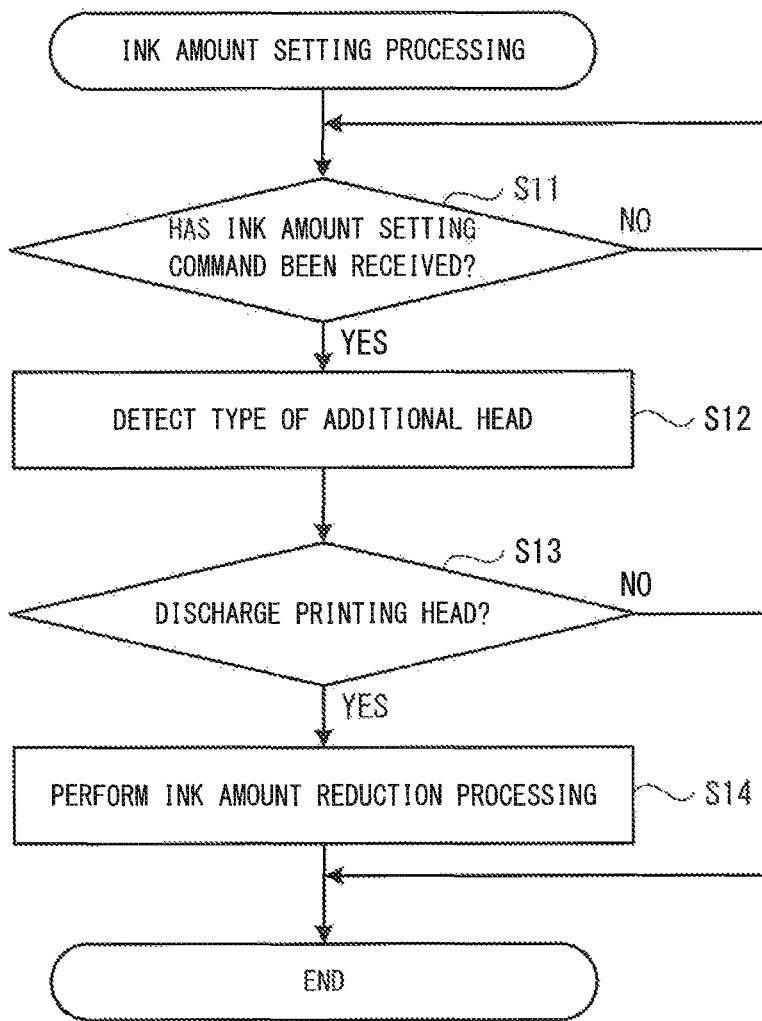 INK AMOUNT SETTING PROCESSING
S11
HAS INK AMOUNT SETTING
COMMAND BEEN RECEIVED?
NO
YES
DETECT TYPE OF ADDITIONAL HEAD
S12
S13
DISCHARGE PRINTING HEAD?
NO
YES
PERFORM INK AMOUNT REDUCTION PROCESSING
S14
END